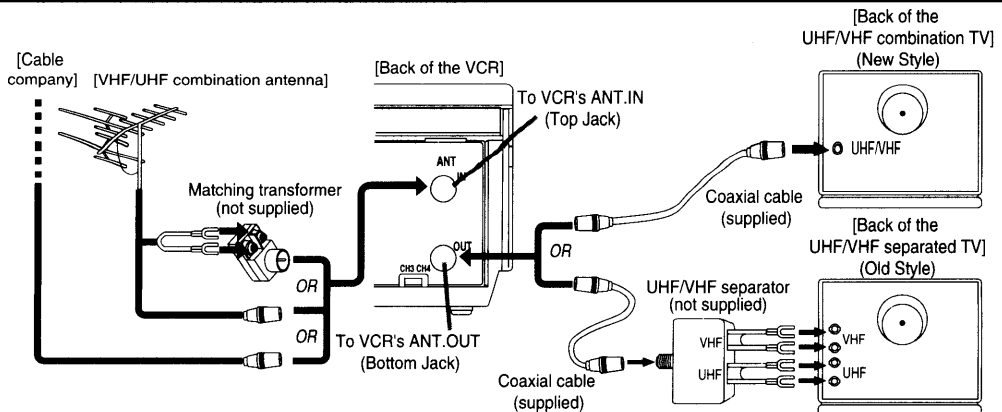 [Cable
company]
[VHF/UHF combination antenna]
[Back of the VCR]
To VCR's ANT.IN
(Top Jack)
ANT
IN
Matching transformer
(not supplied)
OUT
CH3 CH4
OR
OR
To VCR's ANT.OUT
(Bottom Jack)
OR
[Back of the
UHF/VHF combination TV]
(New Style)
UHF/VHF
Coaxial cable
(supplied)
[Back of the
UHF/VHF separated TV]
(Old Style)
UHF/VHF separator
(not supplied)
VHF
UHF
VHF
UHF
Coaxial cable
(supplied)